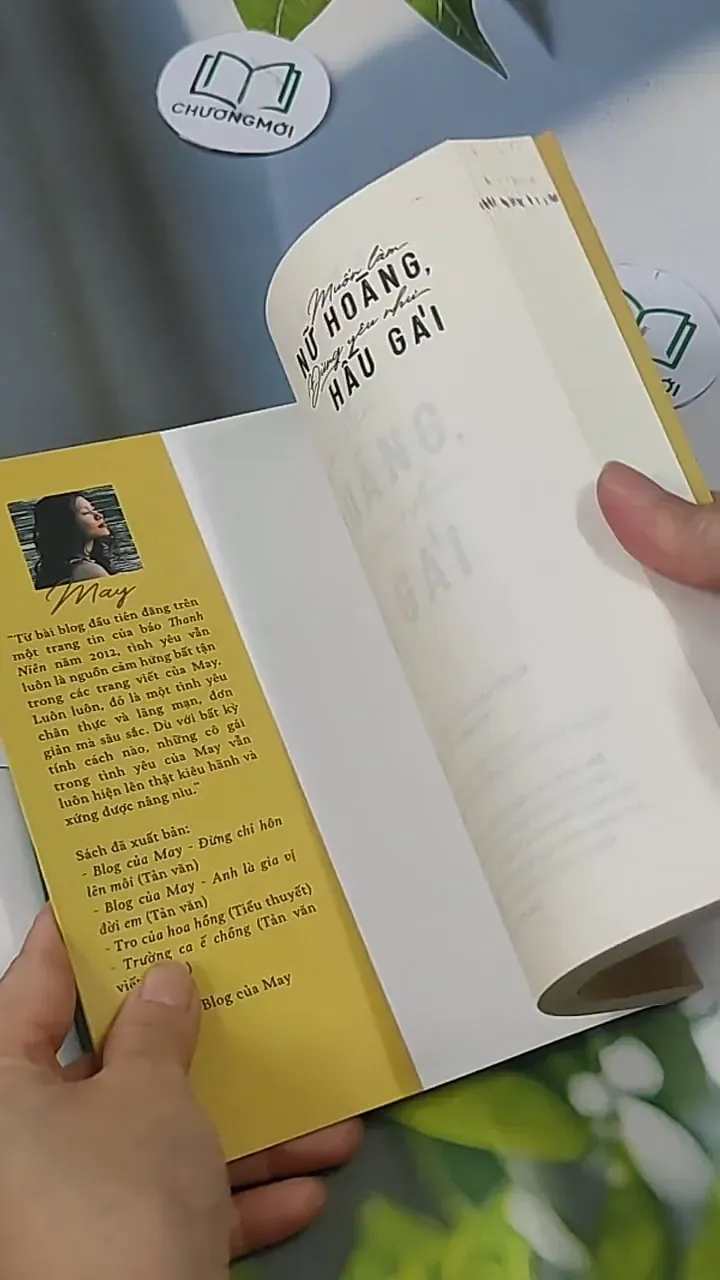 CHƯƠNGMỚI
Muốn làm
NỮ HOÀNG,
Đừng yêu như
HẦU GÁI
May
"Từ bài blog đầu tiên đăng trên
một trang tin của báo Thanh
Niên năm 2012, tình yêu vẫn
luôn là nguồn cảm hứng bất tận
trong các trang viết của May.
Luôn luôn, đó là một tình yêu
chân thực và lãng mạn, đơn
giản mà sâu sắc. Dù với bất kỳ
tính cách nào, những cô gái
trong tình yêu của May vẫn
luôn hiện lên thật kiêu hãnh và
xứng được nâng niu."
Sách đã xuất bản:
- Blog của May - Đừng chỉ hôn
lên môi (Tản văn)
- Blog của May - Anh là gia vị
đời em (Tản văn)
- Tro của hoa hồng (Tiểu thuyết)
- Trường ca ế chồng (Tản văn
Blog của May